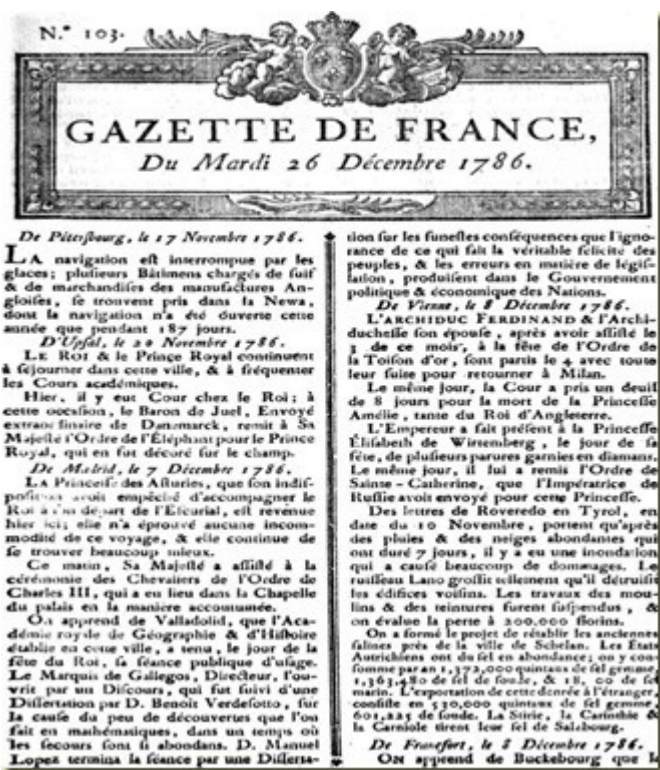 N.° 103.
GAZETTE DE FRANCE,
Du Mardi 26 Décembre 1786.
De Pétersbourg, le 17 Novembre 1786.
LA navigation est interrompue par les
glaces; plusieurs Bâtimens chargés de suif
& de marchandises des manufactures An-
gloises, se trouvent pris dans la Newa,
dont la navigation n'a été ouverte cette
année que pendant 187 jours.
D'Upsal, le 20 Novembre 1786.
LE ROI & le Prince Royal continuent
à séjourner dans cette ville, & à fréquenter
les Cours académiques.
Hier, il y eut Cour chez le Roi; à
cette occasion, le Baron de Juel, Envoyé
extraordinaire de Danemarck, remit à Sa
Majesté l'Ordre de l'Éléphant pour le Prince
Royal, qui en fut décoré sur le champ.
De Madrid, le 7 Décembre 1786.
LA Princesse des Asturies, que son indis-
position avoit empêché d'accompagner le
Roi à son départ de l'Escurial, est revenue
hier ici; elle n'a éprouvé aucune incom-
modité de ce voyage, & elle continue de
se trouver beaucoup mieux.
Ce matin, Sa Majesté a assisté à la
cérémonie des Chevaliers de l'Ordre de
Charles III, qui a eu lieu dans la Chapelle
du palais en la manière accoutumée.
On apprend de Valladolid, que l'Aca-
démie royale de Géographie & d'Histoire
établie en cette ville, a tenu, le jour de la
fête du Roi, sa séance publique d'usage.
Le Marquis de Gallegos, Directeur, l'ou-
vrit par un Discours, qui fut suivi d'une
Dissertation par D. Benoît Verdesotto, sur
la cause du peu de découvertes que l'on
fait en mathématiques, dans un temps où
les secours sont si abondans. D. Manuel
Lopez termina la séance par une Disserta-
tion sur les funestes conséquences que l'igno-
rance de ce qui fait la véritable félicité des
peuples, & les erreurs en matière de législ-
lation, produisent dans le Gouvernement
politique & économique des Nations.
De Vienne, le 8 Décembre 1786.
L'ARCHIDUC FERDINAND & l'Archi-
duchesse son épouse, après avoir assisté le
de ce mois, à la fête de l'Ordre de
la Toison d'or, sont partis le 4 avec toute
leur suite pour retourner à Milan.
Le même jour, la Cour a pris un deuil
de 8 jours pour la mort de la Princesse
Amélie, tante du Roi d'Angleterre.
L'Empereur a fait présent à la Princesse
Élisabeth de Wirtemberg, le jour de sa
fête, de plusieurs parures garnies en diamans.
Le même jour, il lui a remis l'Ordre de
Sainte-Catherine, que l'Impératrice de
Russie avoit envoyé pour cette Princesse.
Des lettres de Roveredo en Tyrol, en
date du 10 Novembre, portent qu'après
des pluies & des neiges abondantes qui
ont duré 7 jours, il y a eu une inondation
qui a causé beaucoup de dommages. Le
ruisseau Lano grossit tellement qu'il détruisit
les édifices voisins. Les travaux des mou-
lins & des teintures furent suspendus, &
on évalue la perte à 200,000 florins.
On a formé le projet de rétablir les anciennes
salines près de la ville de Schelan. Les États
Autrichiens ont du sel en abondance; on y con-
somme par an 1,372,000 quintaux de sel gemme,
1,363,480 de sel de soude, & 18, 00 de sel
marin. L'exportation de cette denrée à l'étranger,
consiste en 530,000 quintaux de sel gemme,
601,225 de soude. La Stirie, la Carinthie &
la Carniole tirent leur sel de Salzbourg.
De Francfort, le 8 Décembre 1786.
ON apprend de Buckebourg que l